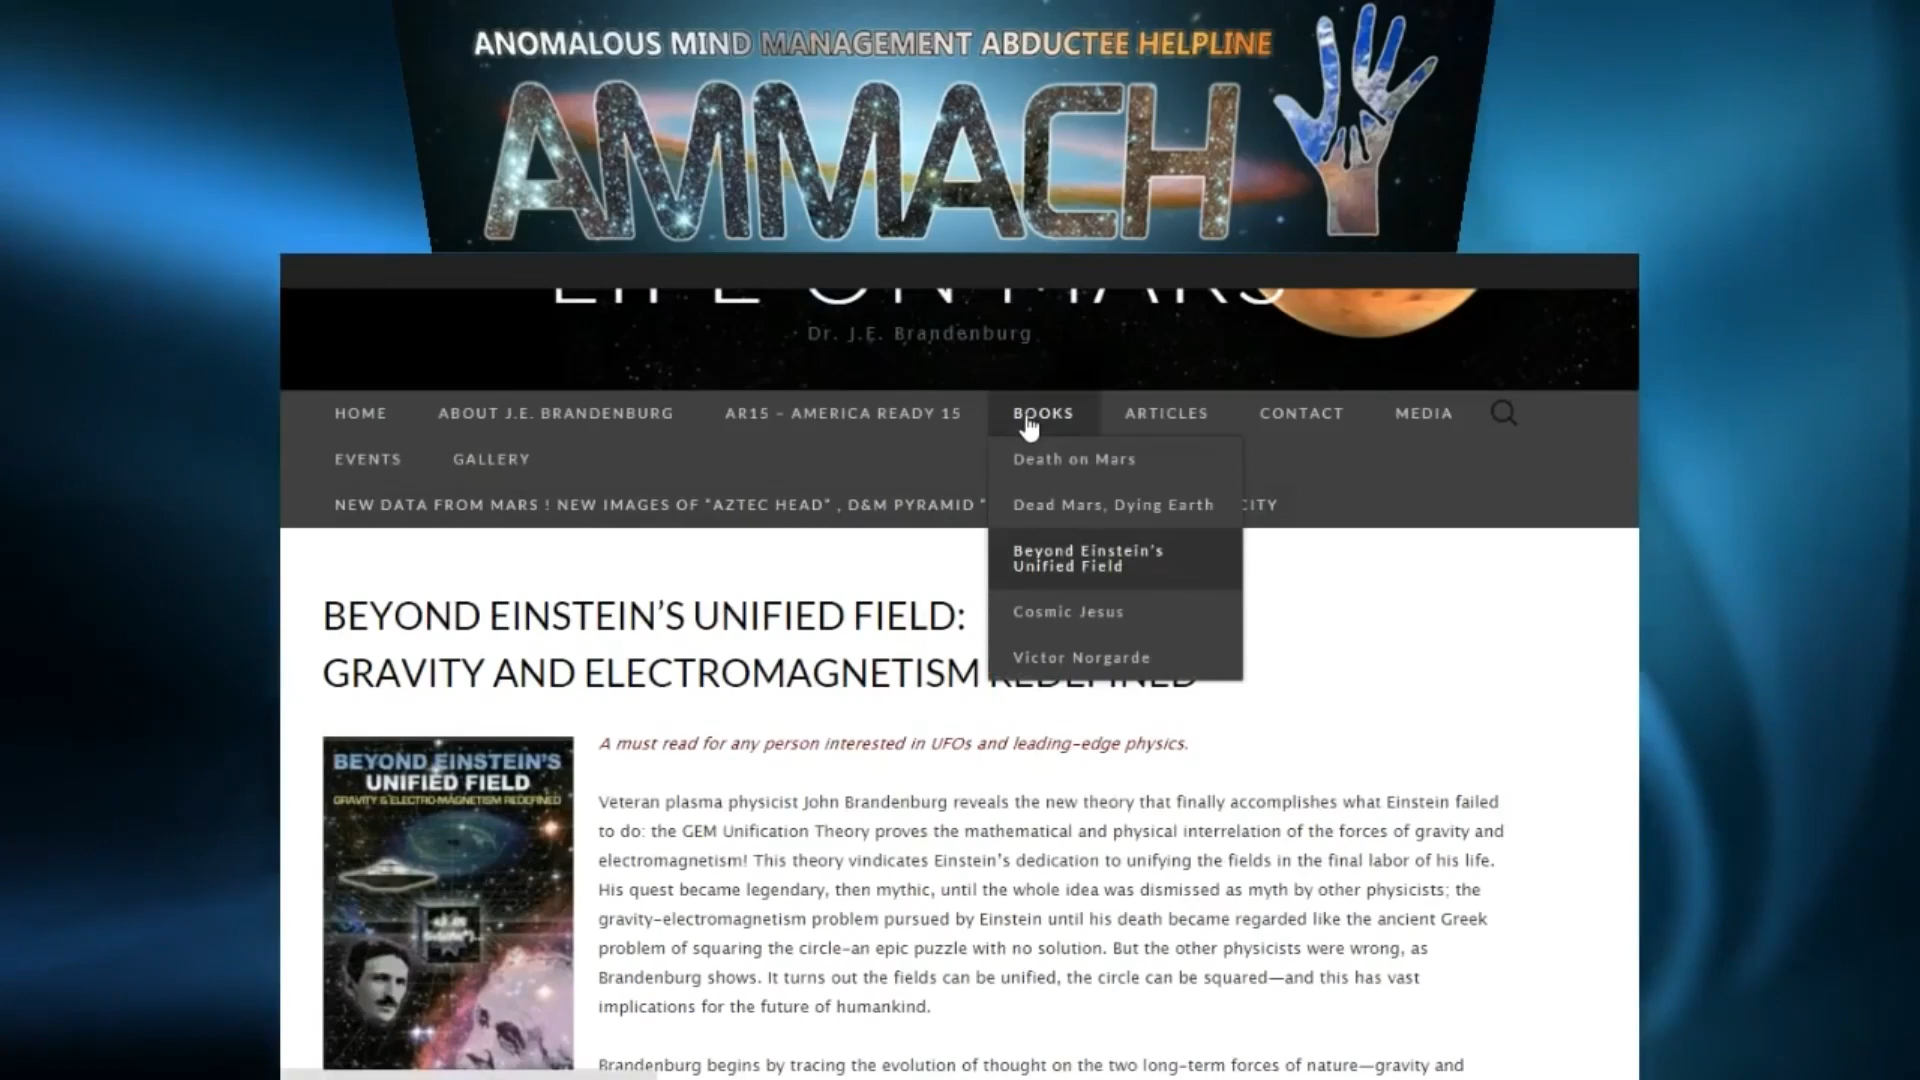 ANOMALOUS MIND MANAGEMENT ABDUCTEE HELPLINE
AMMACH
LIFE ON MARS
Dr. J.E. Brandenburg
HOME ABOUT J.E. BRANDENBURG AR15 – AMERICA READY 15 BOOKS ARTICLES CONTACT MEDIA
EVENTS GALLERY
NEW DATA FROM MARS ! NEW IMAGES OF “AZTEC HEAD” , D&M PYRAMID “ CITY
Death on Mars
Dead Mars, Dying Earth
Beyond Einstein’s
Unified Field
Cosmic Jesus
Victor Norgarde
BEYOND EINSTEIN’S UNIFIED FIELD:
GRAVITY AND ELECTROMAGNETISM REDEFINED
BEYOND EINSTEIN'S
UNIFIED FIELD
GRAVITY & ELECTRO-MAGNETISM REDEFINED
A must read for any person interested in UFOs and leading-edge physics.
Veteran plasma physicist John Brandenburg reveals the new theory that finally accomplishes what Einstein failed
to do: the GEM Unification Theory proves the mathematical and physical interrelation of the forces of gravity and
electromagnetism! This theory vindicates Einstein’s dedication to unifying the fields in the final labor of his life.
His quest became legendary, then mythic, until the whole idea was dismissed as myth by other physicists; the
gravity-electromagnetism problem pursued by Einstein until his death became regarded like the ancient Greek
problem of squaring the circle–an epic puzzle with no solution. But the other physicists were wrong, as
Brandenburg shows. It turns out the fields can be unified, the circle can be squared—and this has vast
implications for the future of humankind.
Brandenburg begins by tracing the evolution of thought on the two long-term forces of nature—gravity and